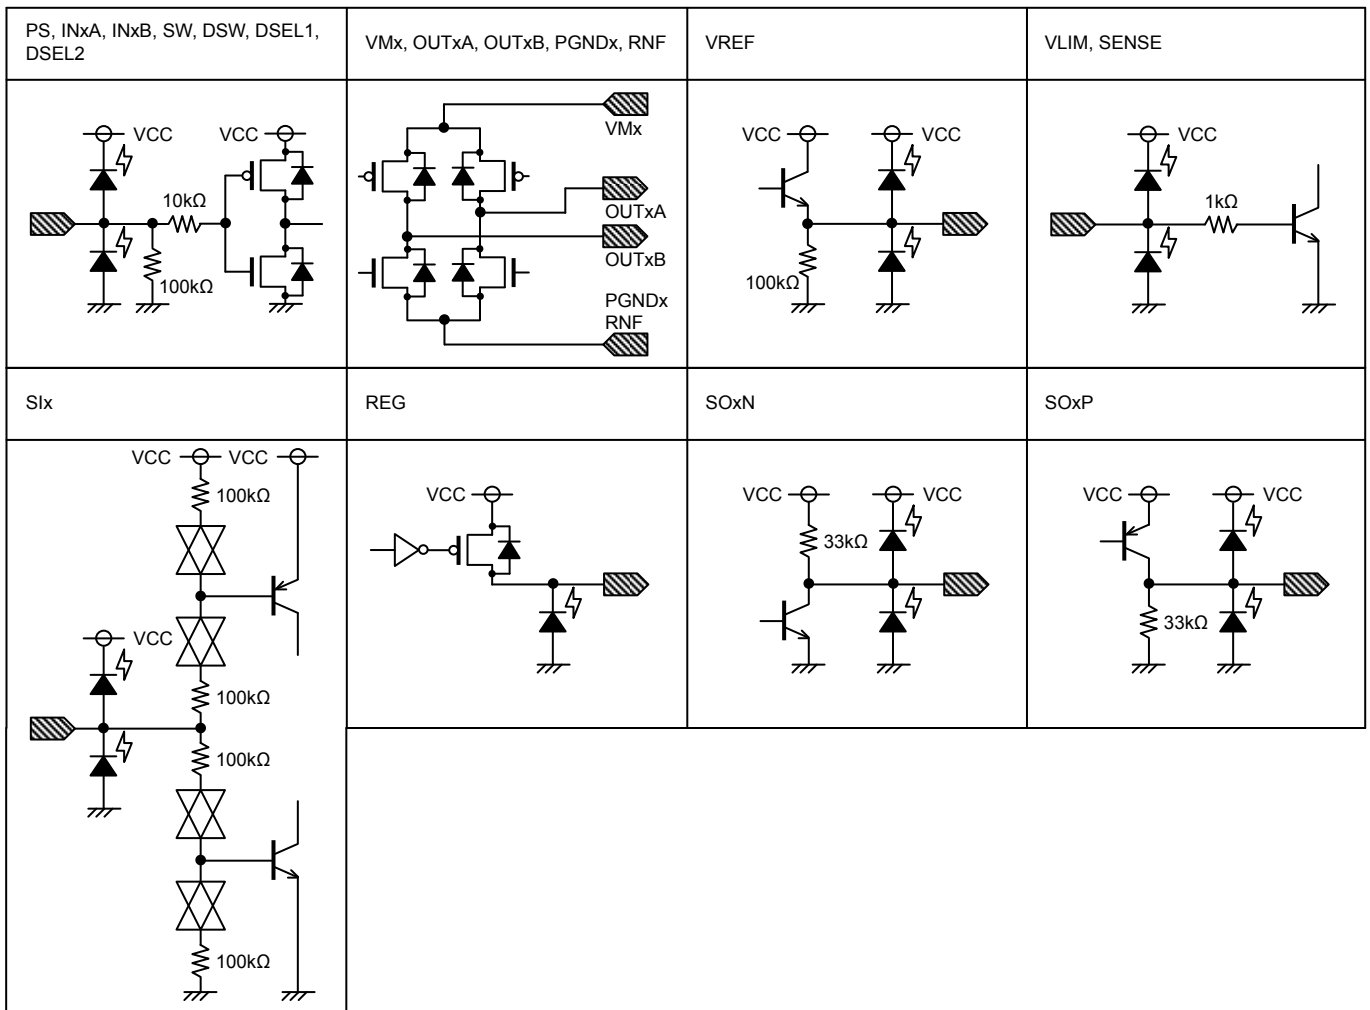 PS, INxA, INxB, SW, DSW, DSEL1,
DSEL2
VMx, OUTxA, OUTxB, PGNDx, RNF
VREF
VLIM, SENSE
VCC
VCC
10kΩ
100kΩ
VMx
OUTxA
OUTxB
PGNDx
RNF
VCC
VCC
100kΩ
VCC
1kΩ
SIx
REG
SOxN
SOxP
VCC
VCC
100kΩ
VCC
100kΩ
100kΩ
100kΩ
VCC
VCC
VCC
33kΩ
VCC
VCC
33kΩ